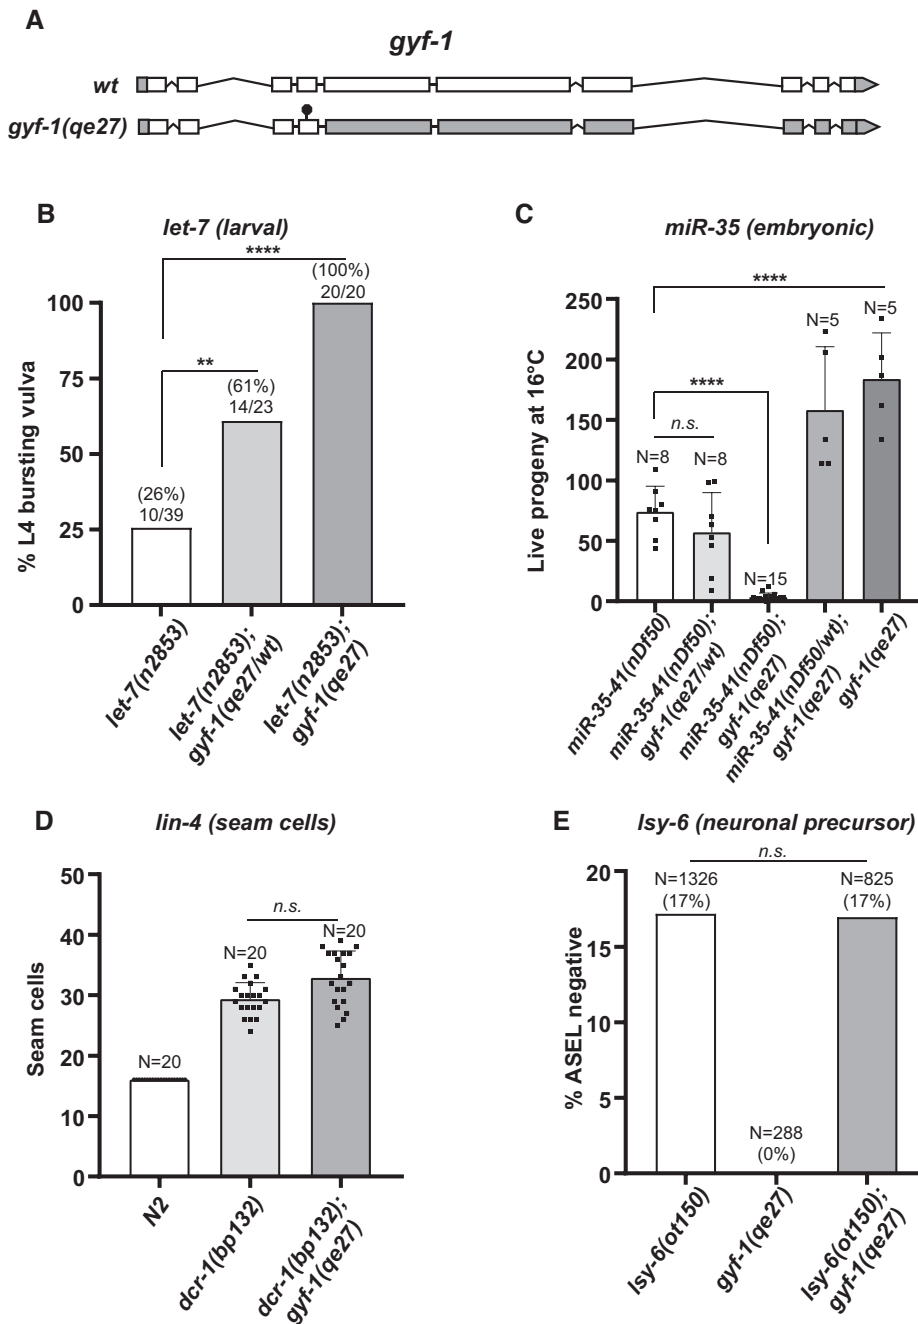 A
gyf-1
wt
gyf-1(qe27)
B
let-7 (larval)
****
(100%)
20/20
**
(61%)
14/23
(26%)
10/39
% L4 bursting vulva
100
75
50
25
0
let-7(n2853)
let-7(n2853);
gyf-1(qe27/wt)
let-7(n2853);
gyf-1(qe27)
C
miR-35 (embryonic)
****
N=5
N=5
****
n.s.
N=8
N=8
N=15
Live progeny at 16°C
250
200
150
100
50
0
miR-35-41(nDf50)
miR-35-41(nDf50);
gyf-1(qe27/wt)
miR-35-41(nDf50);
gyf-1(qe27)
miR-35-41(nDf50/wt);
gyf-1(qe27)
gyf-1(qe27)
D
lin-4 (seam cells)
n.s.
N=20
N=20
N=20
Seam cells
50
40
30
20
10
0
N2
dcr-1(bp132)
dcr-1(bp132);
gyf-1(qe27)
E
lsy-6 (neuronal precursor)
n.s.
N=1326
(17%)
N=825
(17%)
N=288
(0%)
% ASEL negative
20
15
10
5
0
lsy-6(ot150)
gyf-1(qe27)
lsy-6(ot150);
gyf-1(qe27)